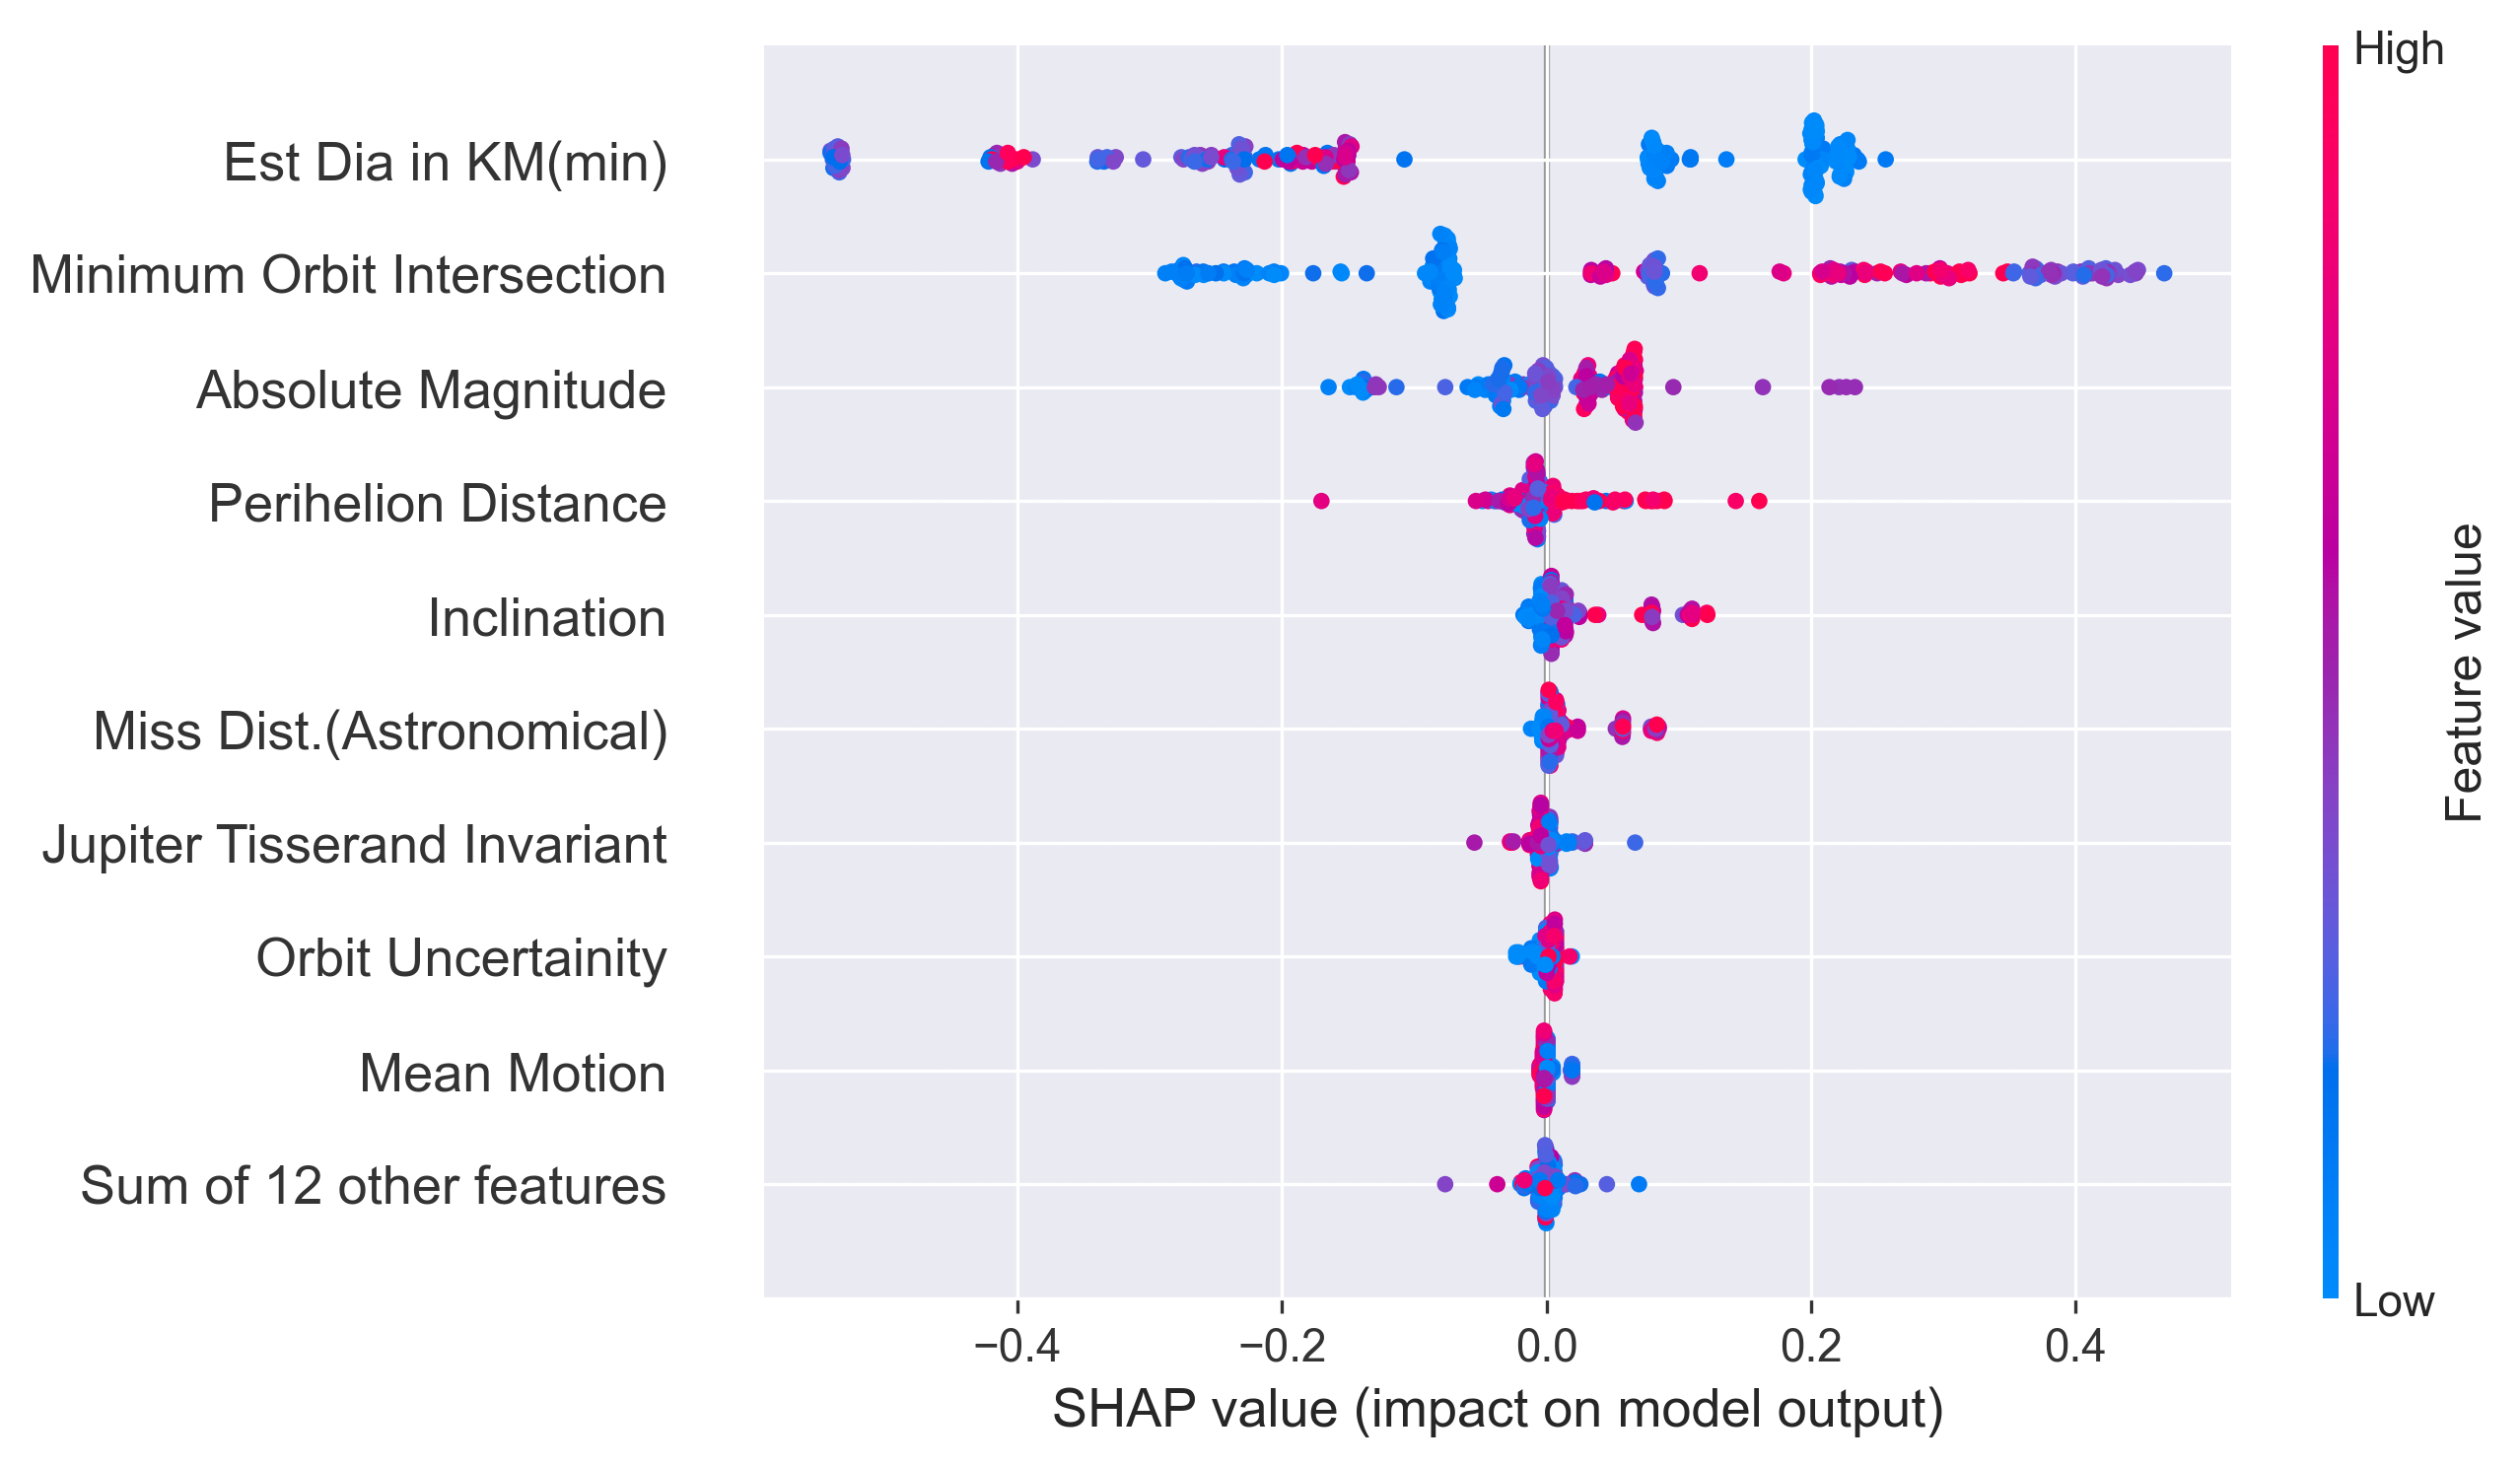 High
Est Dia in KM(min)
Minimum Orbit Intersection
Absolute Magnitude
Perihelion Distance
Inclination
Miss Dist.(Astronomical)
Jupiter Tisserand Invariant
Orbit Uncertainity
Mean Motion
Sum of 12 other features
Feature value
Low
−0.4 −0.2 0.0 0.2 0.4
SHAP value (impact on model output)